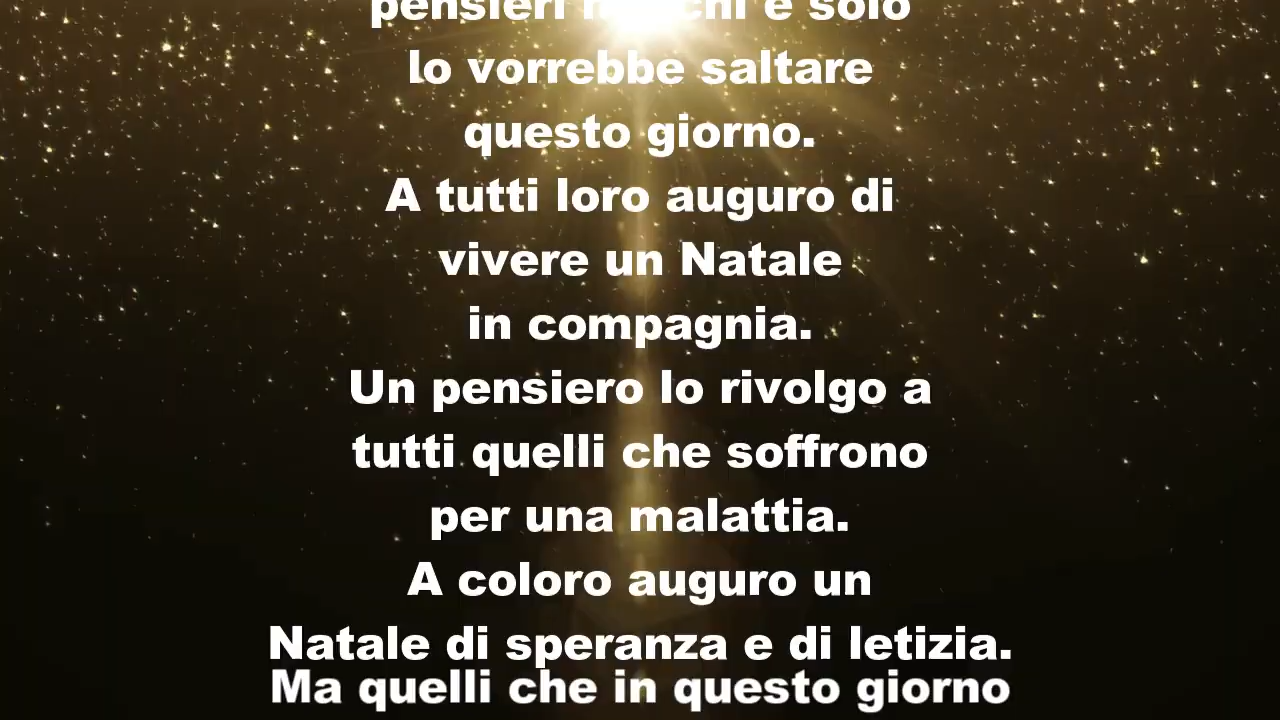 pensieri è solo
lo vorrebbe saltare
questo giorno.
A tutti loro auguro di
vivere un Natale
in compagnia.
Un pensiero lo rivolgo a
tutti quelli che soffrono
per una malattia.
A coloro auguro un
Natale di speranza e di letizia.
Ma quelli che in questo giorno